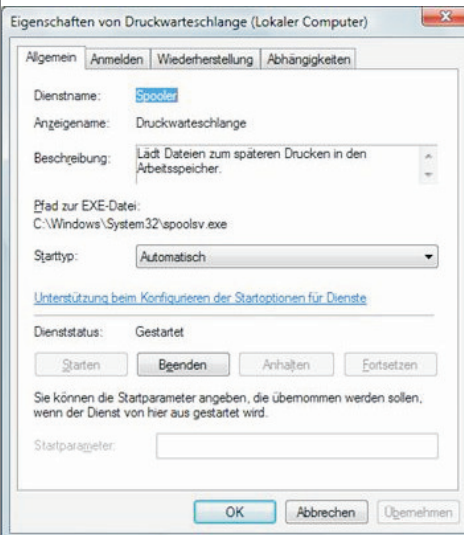 Eigenschaften von Druckwarteschlange (Lokaler Computer)
Allgemein Anmelden Wiederherstellung Abhängigkeiten
Dienstname: Spooler
Anzeigename: Druckwarteschlange
Beschreibung: Lädt Dateien zum späteren Drucken in den
Arbeitsspeicher.
Pfad zur EXE-Datei:
C:\Windows\System32\spoolsv.exe
Starttyp: Automatisch
Unterstützung beim Konfigurieren der Startoptionen für Dienste
Dienststatus: Gestartet
Starten Beenden Anhalten Fortsetzen
Sie können die Startparameter angeben, die übernommen werden sollen,
wenn der Dienst von hier aus gestartet wird.
Startparameter:
OK Abbrechen Übernehmen